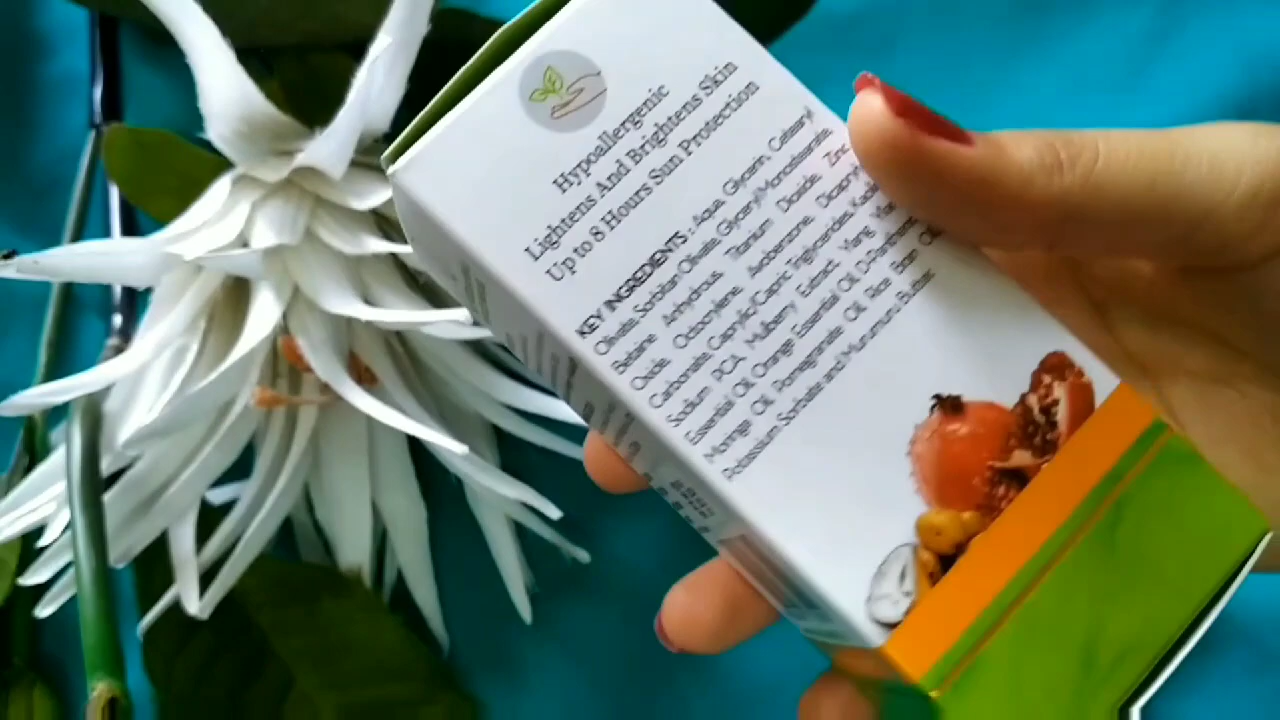 Hypoallergenic
Lightens And Brightens Skin
Up to 8 Hours Sun Protection
KEY INGREDIENTS : Aqua, Glycerin, Cetearyl
Olivate, Sorbitan Olivate, Glyceryl Monostearate,
Betaine Anhydrous, Titanium Dioxide, Zinc
Oxide, Octocrylene, Avobenzone, Dicapryl
Carbonate, Caprylic/Capric Triglycerides,
Sodium PCA, Mulberry Extract, Ylang
Essential Oil, Orange Essential Oil, D-Panthenol,
Moringa Oil, Pomegranate Oil, Rice Bran Oil,
Potassium Sorbate and Murumuru Butter